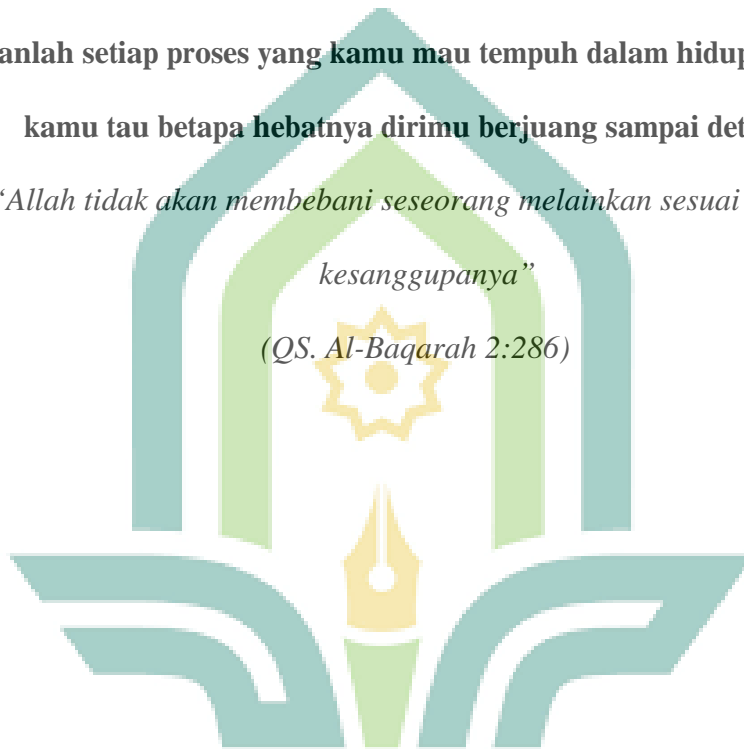 anlah setiap proses yang kamu mau tempuh dalam hidup
kamu tau betapa hebatnya dirimu berjuang sampai det
“Allah tidak akan membebani seseorang melainkan sesuai
kesanggupanya”
(QS. Al-Baqarah 2:286)